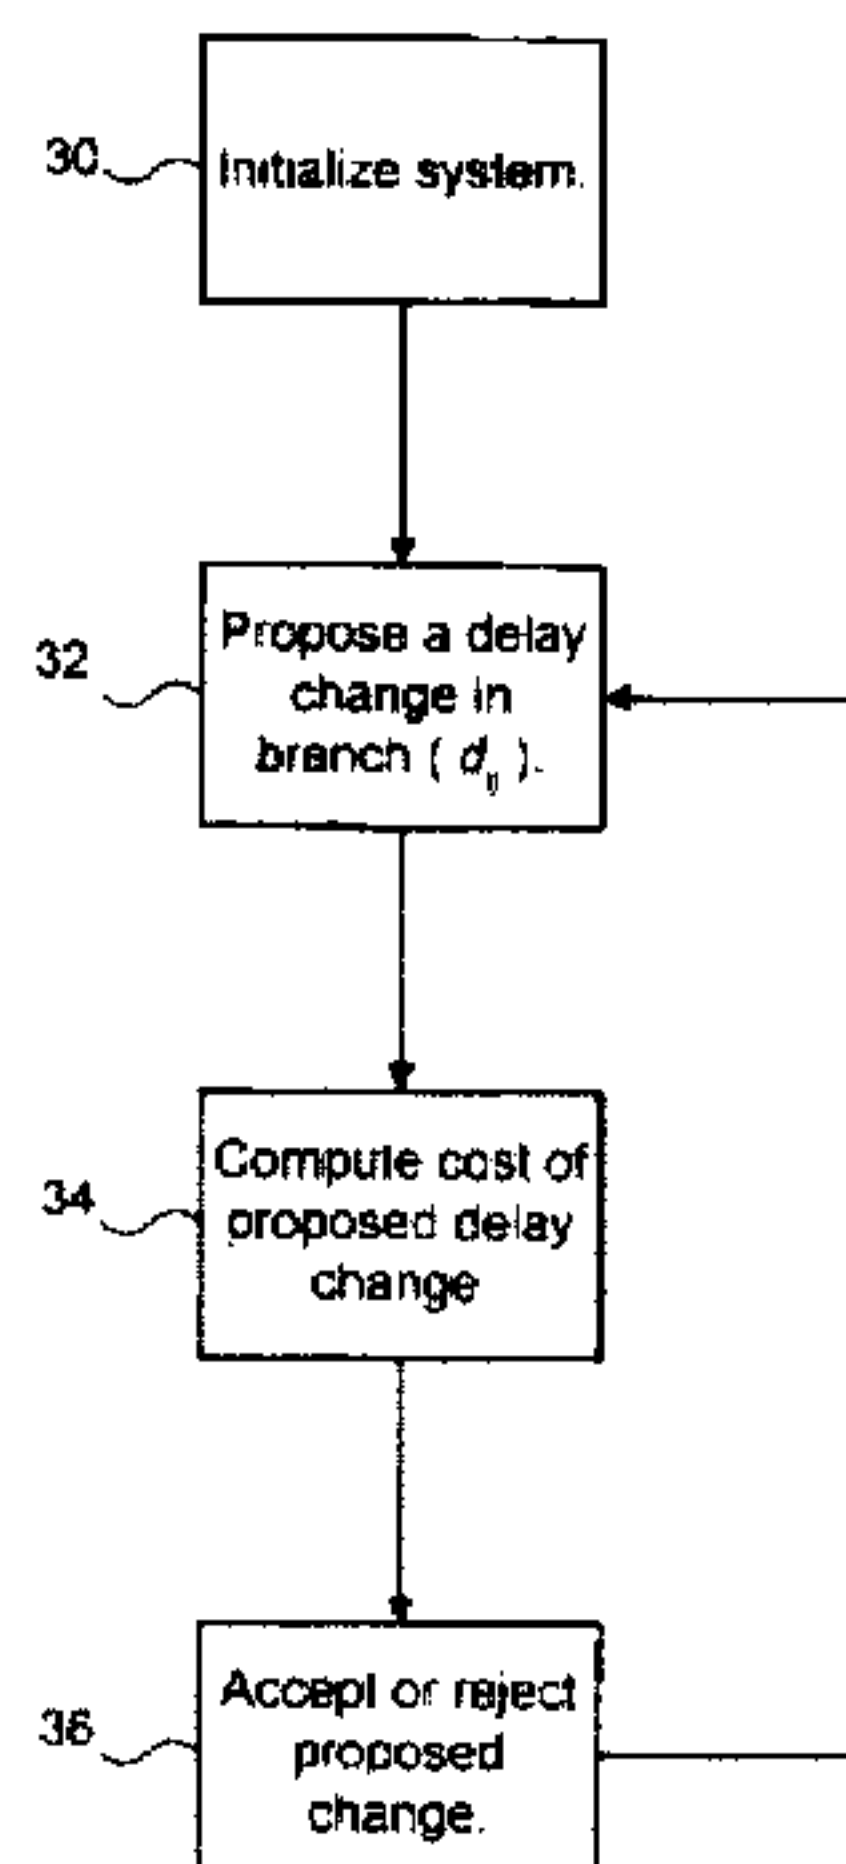 30
Initialize system.
32
Propose a delay
change in
branch ( d_ij ).
34
Compute cost of
proposed delay
change
36
Accept or reject
proposed
change.